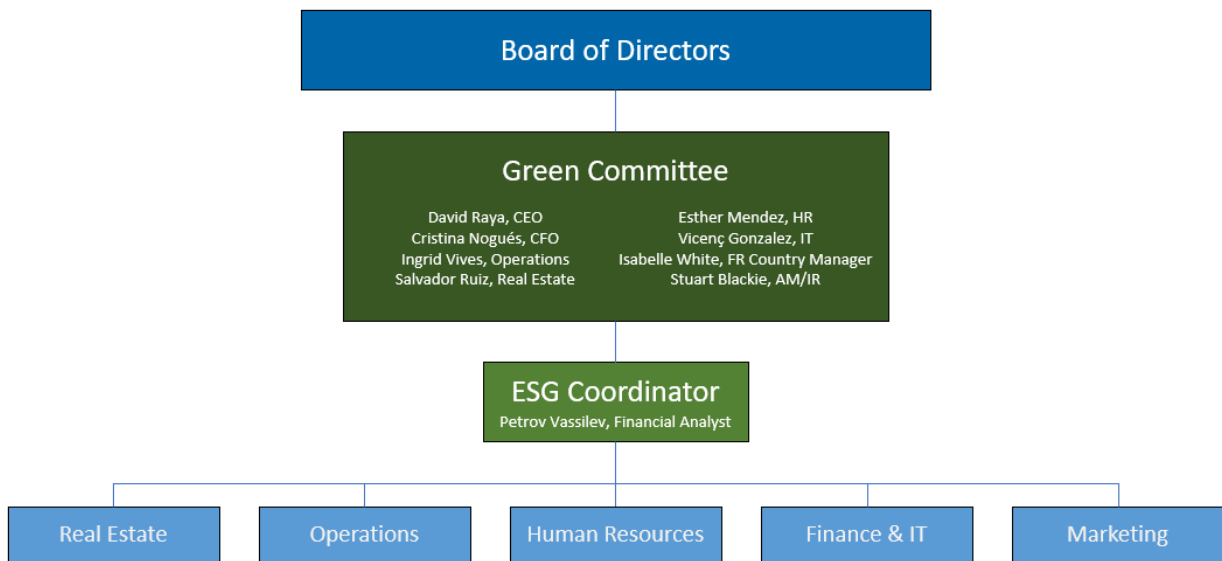 Board of Directors
Green Committee
David Raya, CEO
Cristina Nogués, CFO
Ingrid Vives, Operations
Salvador Ruiz, Real Estate
Esther Mendez, HR
Vicenç Gonzalez, IT
Isabelle White, FR Country Manager
Stuart Blackie, AM/IR
ESG Coordinator
Petrov Vassilev, Financial Analyst
Real Estate
Operations
Human Resources
Finance & IT
Marketing